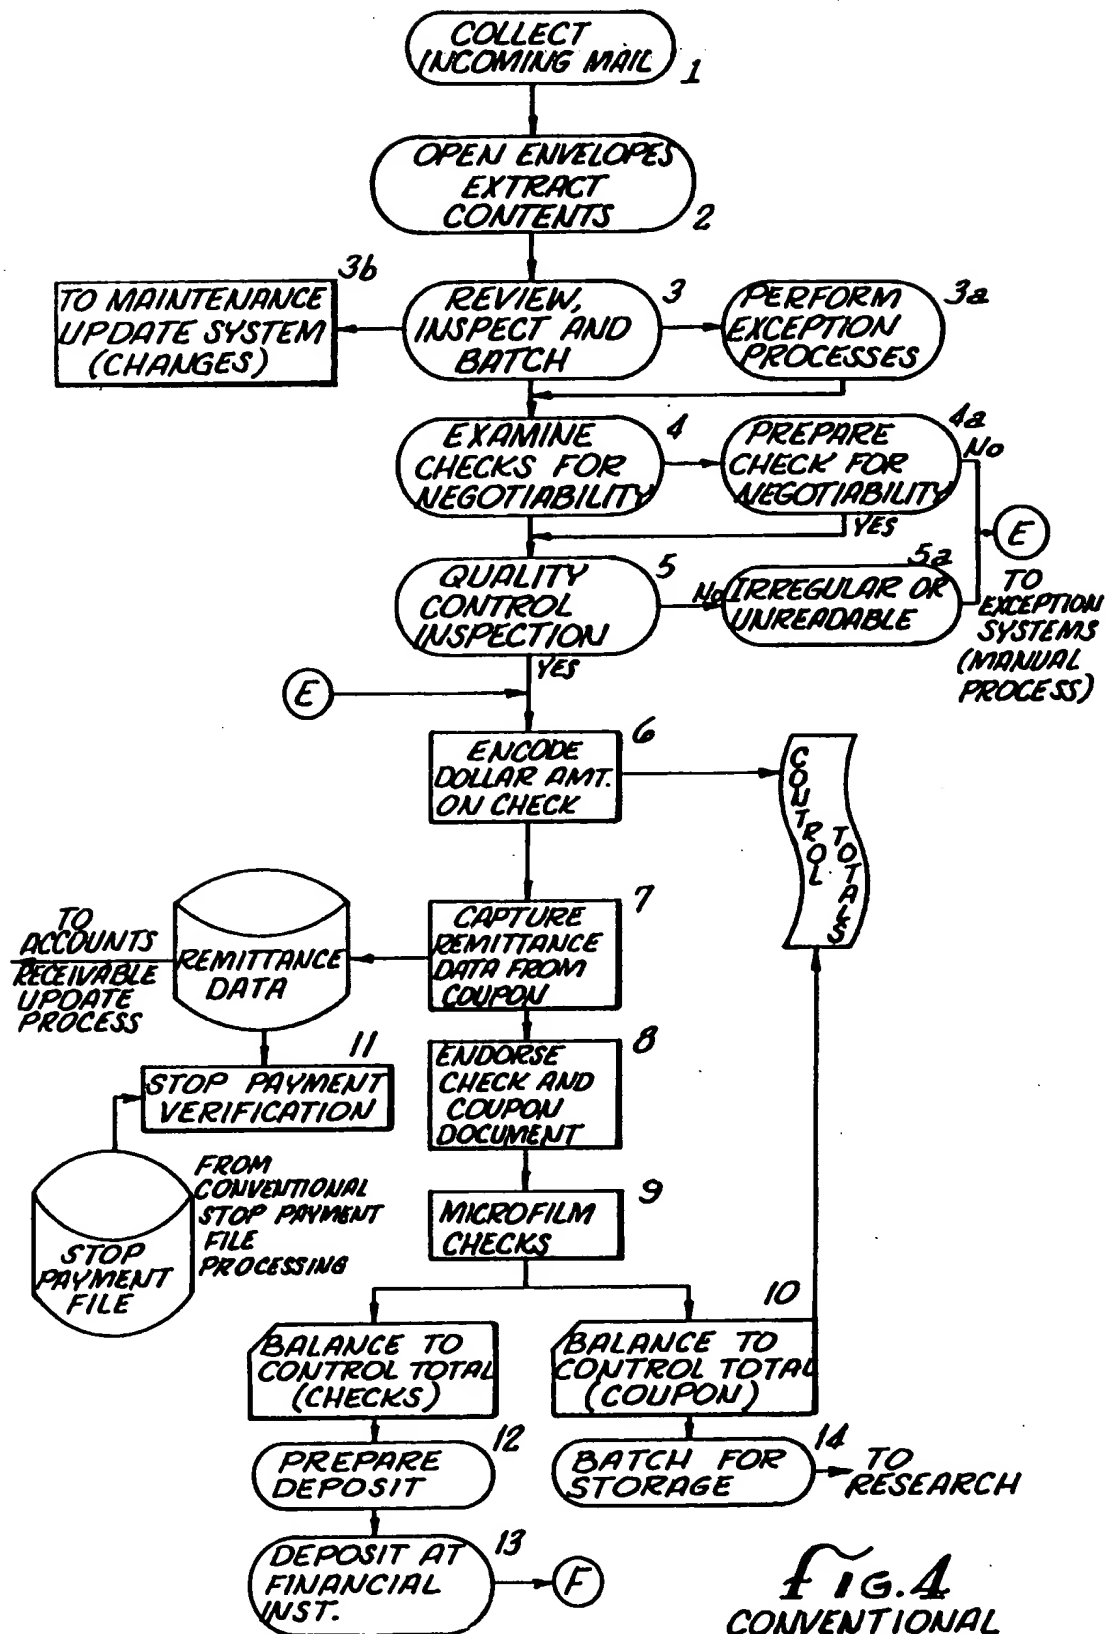 COLLECT
INCOMING MAIL
1
OPEN ENVELOPES
EXTRACT
CONTENTS
2
3b
TO MAINTENANCE
UPDATE SYSTEM
(CHANGES)
REVIEW,
INSPECT AND
BATCH
3
PERFORM
EXCEPTION
PROCESSES
3a
EXAMINE
CHECKS FOR
NEGOTIABILITY
4
PREPARE
CHECK FOR
NEGOTIABILITY
4a
No
YES
E
TO
EXCEPTION
SYSTEMS
(MANUAL
PROCESS)
QUALITY
CONTROL
INSPECTION
5
No
5a
IRREGULAR OR
UNREADABLE
YES
E
ENCODE
DOLLAR AMT.
ON CHECK
6
CONTROL
TOTALS
CAPTURE
REMITTANCE
DATA FROM
COUPON
7
REMITTANCE
DATA
TO
ACCOUNTS
RECEIVABLE
UPDATE
PROCESS
ENDORSE
CHECK AND
COUPON
DOCUMENT
8
11
STOP PAYMENT
VERIFICATION
STOP
PAYMENT
FILE
FROM
CONVENTIONAL
STOP PAYMENT
FILE
PROCESSING
MICROFILM
CHECKS
9
BALANCE TO
CONTROL TOTAL
(CHECKS)
10
BALANCE TO
CONTROL TOTAL
(COUPON)
PREPARE
DEPOSIT
12
BATCH FOR
STORAGE
14
TO
RESEARCH
DEPOSIT AT
FINANCIAL
INST.
13
F
fIG.4
CONVENTIONAL